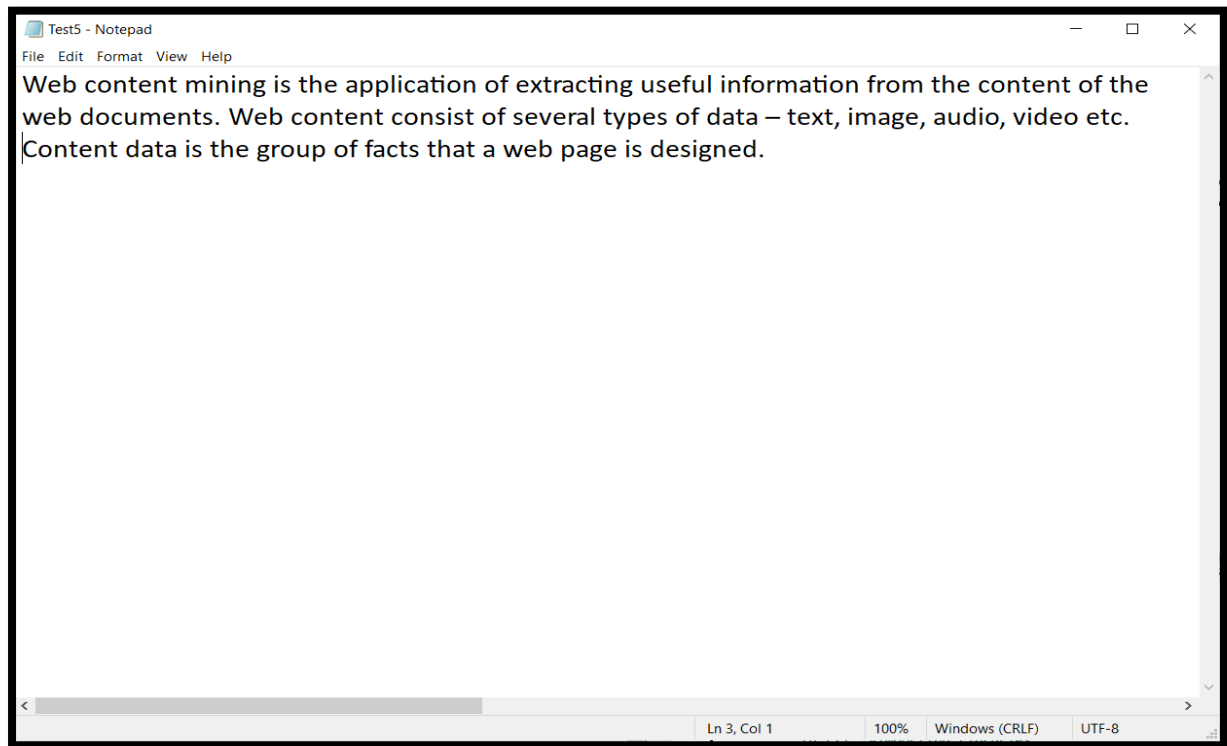 Test5 - Notepad
File Edit Format View Help
Web content mining is the application of extracting useful information from the content of the
web documents. Web content consist of several types of data – text, image, audio, video etc.
Content data is the group of facts that a web page is designed.
Ln 3, Col 1 100% Windows (CRLF) UTF-8